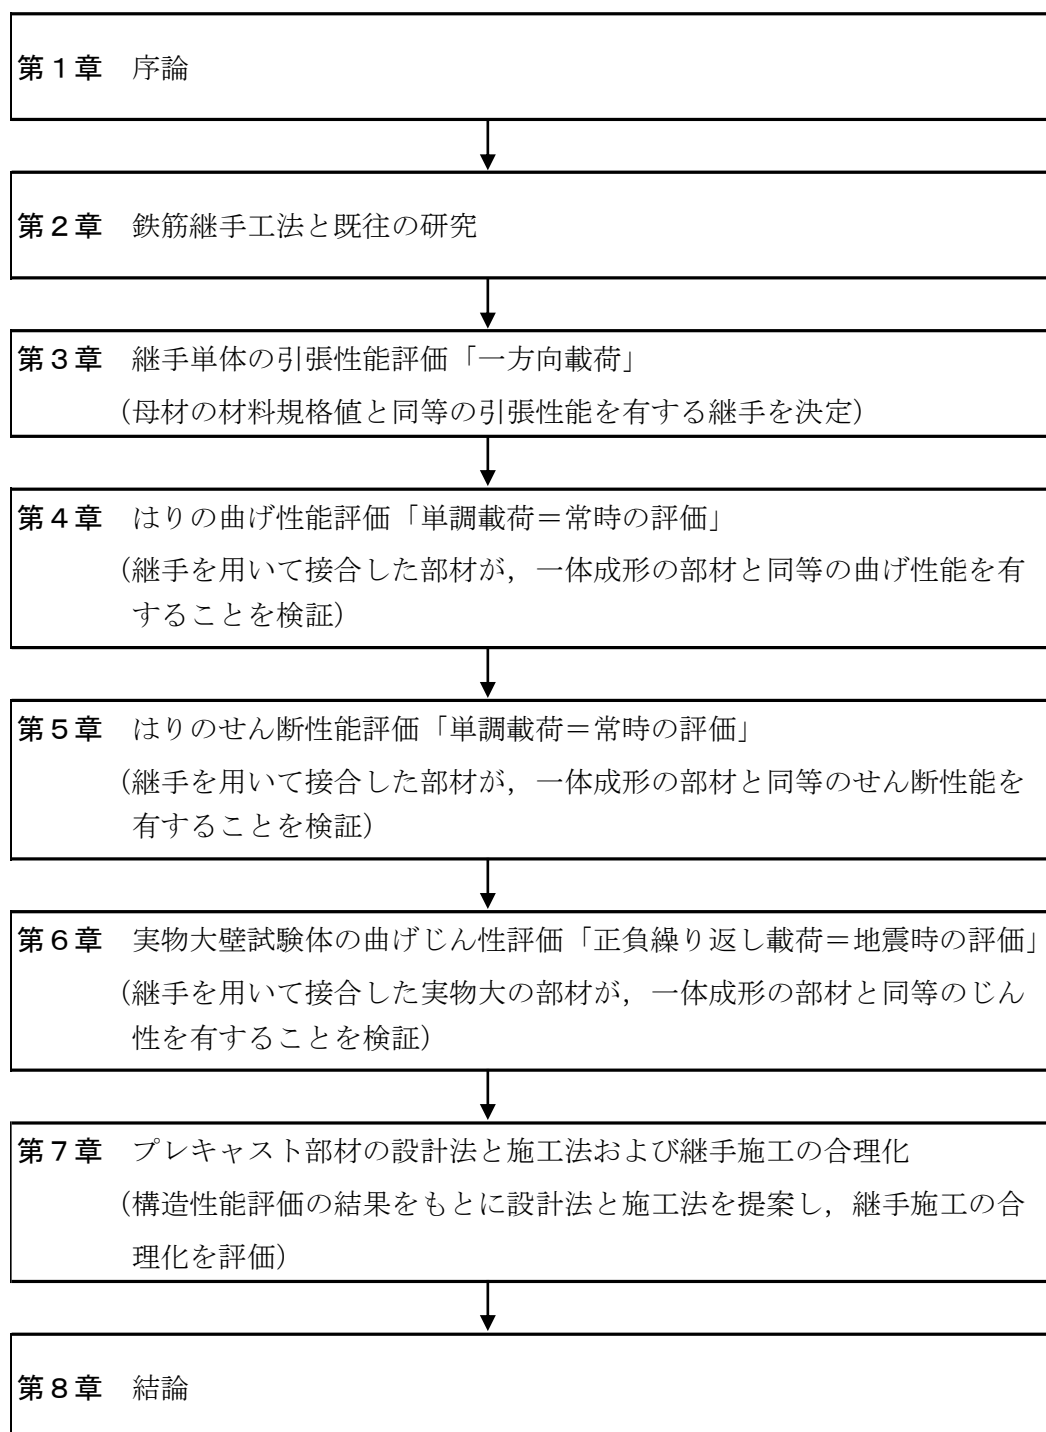 第1章 序論
第2章 鉄筋継手工法と既往の研究
第3章 継手単体の引張性能評価「一方向載荷」
(母材の材料規格値と同等の引張性能を有する継手を決定)
第4章 はりの曲げ性能評価「単調載荷=常時の評価」
(継手を用いて接合した部材が,一体成形の部材と同等の曲げ性能を有
することを検証)
第5章 はりのせん断性能評価「単調載荷=常時の評価」
(継手を用いて接合した部材が,一体成形の部材と同等のせん断性能を
有することを検証)
第6章 実物大壁試験体の曲げじん性評価「正負繰り返し載荷=地震時の評価」
(継手を用いて接合した実物大の部材が,一体成形の部材と同等のじん
性を有することを検証)
第7章 プレキャスト部材の設計法と施工法および継手施工の合理化
(構造性能評価の結果をもとに設計法と施工法を提案し,継手施工の合
理化を評価)
第8章 結論